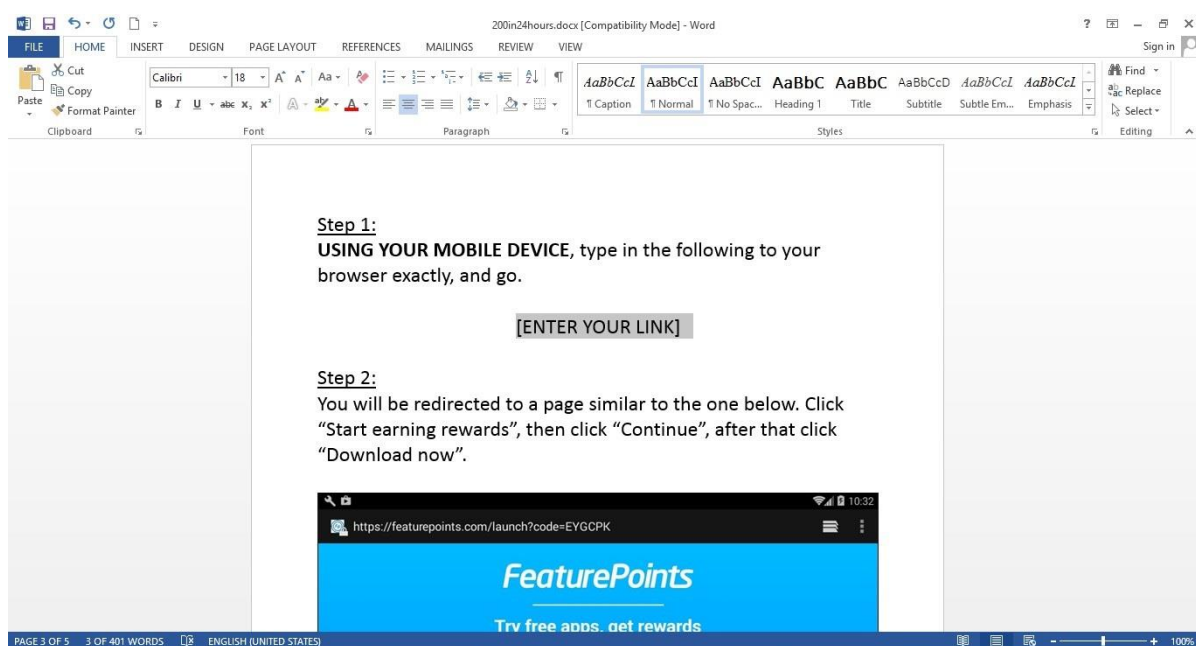 200in24hours.docx [Compatibility Mode] - Word
FILE HOME INSERT DESIGN PAGE LAYOUT REFERENCES MAILINGS REVIEW VIEW Sign in
Paste
Cut
Copy
Format Painter
Clipboard
Calibri 18
Font
Paragraph
AaBbCcI AaBbCcI AaBbCcI AaBbC AaBbC AaBbCcD AaBbCcI AaBbCcI
¶ Caption ¶ Normal ¶ No Spac... Heading 1 Title Subtitle Subtle Em... Emphasis
Styles
Find
Replace
Select
Editing
Step 1:
USING YOUR MOBILE DEVICE, type in the following to your
browser exactly, and go.
[ENTER YOUR LINK]
Step 2:
You will be redirected to a page similar to the one below. Click
“Start earning rewards”, then click “Continue”, after that click
“Download now”.
10:32
https://featurepoints.com/launch?code=EYGCPK
FeaturePoints
Try free apps, get rewards
PAGE 3 OF 5 3 OF 401 WORDS ENGLISH (UNITED STATES) 100%